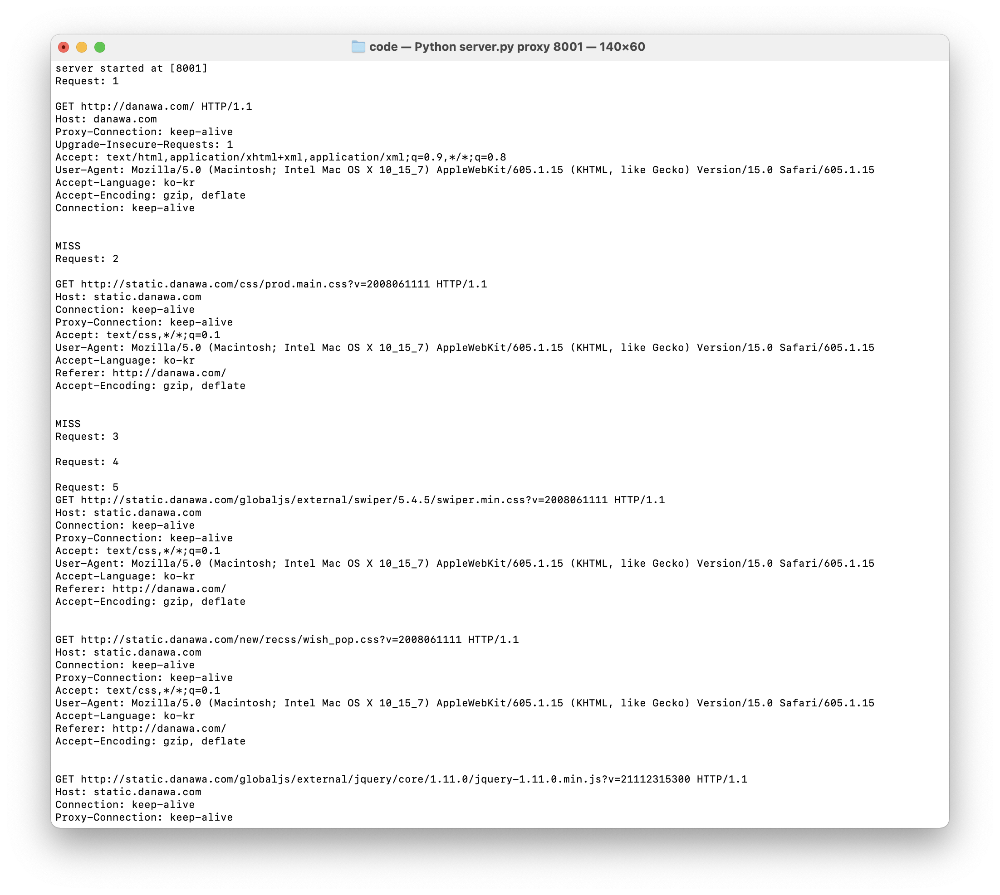 code — Python server.py proxy 8001 — 140×60
server started at [8001]
Request: 1
GET http://danawa.com/ HTTP/1.1
Host: danawa.com
Proxy-Connection: keep-alive
Upgrade-Insecure-Requests: 1
Accept: text/html,application/xhtml+xml,application/xml;q=0.9,*/*;q=0.8
User-Agent: Mozilla/5.0 (Macintosh; Intel Mac OS X 10_15_7) AppleWebKit/605.1.15 (KHTML, like Gecko) Version/15.0 Safari/605.1.15
Accept-Language: ko-kr
Accept-Encoding: gzip, deflate
Connection: keep-alive
MISS
Request: 2
GET http://static.danawa.com/css/prod.main.css?v=2008061111 HTTP/1.1
Host: static.danawa.com
Connection: keep-alive
Proxy-Connection: keep-alive
Accept: text/css,*/*;q=0.1
User-Agent: Mozilla/5.0 (Macintosh; Intel Mac OS X 10_15_7) AppleWebKit/605.1.15 (KHTML, like Gecko) Version/15.0 Safari/605.1.15
Accept-Language: ko-kr
Referer: http://danawa.com/
Accept-Encoding: gzip, deflate
MISS
Request: 3
Request: 4
Request: 5
GET http://static.danawa.com/globaljs/external/swiper/5.4.5/swiper.min.css?v=2008061111 HTTP/1.1
Host: static.danawa.com
Connection: keep-alive
Proxy-Connection: keep-alive
Accept: text/css,*/*;q=0.1
User-Agent: Mozilla/5.0 (Macintosh; Intel Mac OS X 10_15_7) AppleWebKit/605.1.15 (KHTML, like Gecko) Version/15.0 Safari/605.1.15
Accept-Language: ko-kr
Referer: http://danawa.com/
Accept-Encoding: gzip, deflate
GET http://static.danawa.com/new/recss/wish_pop.css?v=2008061111 HTTP/1.1
Host: static.danawa.com
Connection: keep-alive
Proxy-Connection: keep-alive
Accept: text/css,*/*;q=0.1
User-Agent: Mozilla/5.0 (Macintosh; Intel Mac OS X 10_15_7) AppleWebKit/605.1.15 (KHTML, like Gecko) Version/15.0 Safari/605.1.15
Accept-Language: ko-kr
Referer: http://danawa.com/
Accept-Encoding: gzip, deflate
GET http://static.danawa.com/globaljs/external/jquery/core/1.11.0/jquery-1.11.0.min.js?v=21112315300 HTTP/1.1
Host: static.danawa.com
Connection: keep-alive
Proxy-Connection: keep-alive